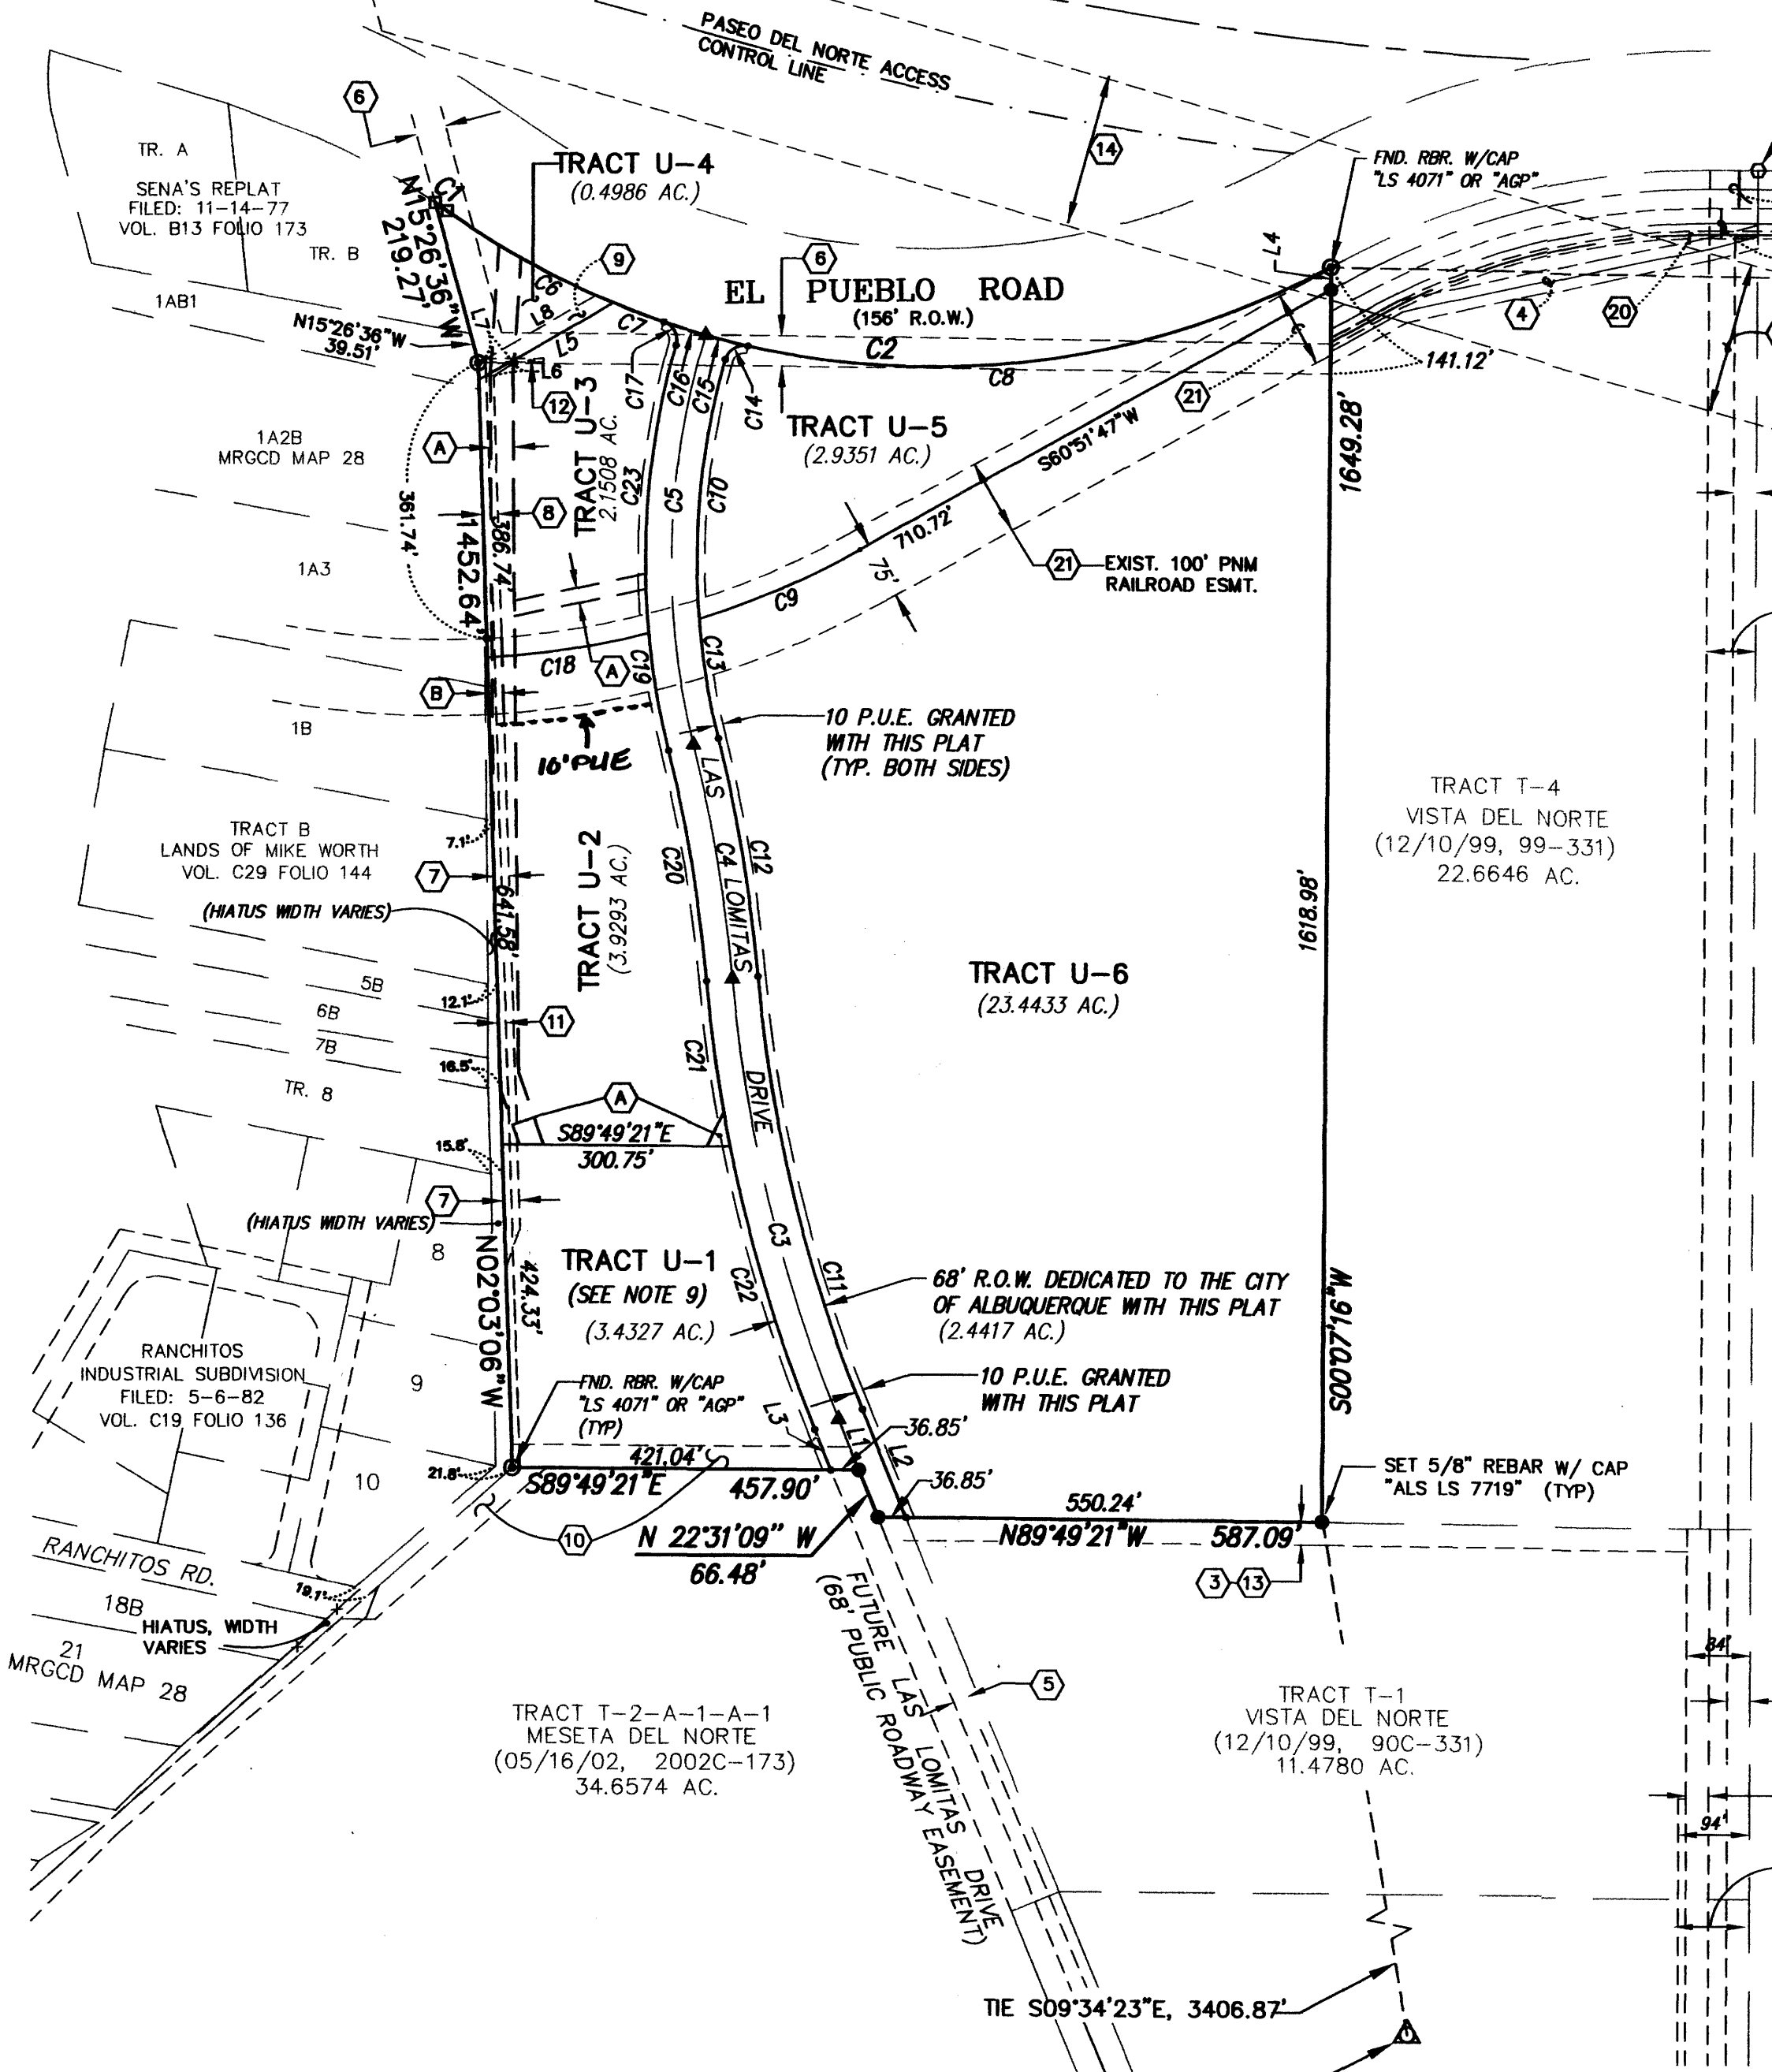 PASEO DEL NORTE ACCESS
CONTROL LINE
6
TR. A
SENA'S REPLAT
FILED: 11-14-77
VOL. B13 FOLIO 173
TR. B
1AB1
C1
N15°26'36"W
219.27'
N15°26'36"W
39.51'
TRACT U-4
(0.4986 AC.)
9
C6
L8
L7
L5
L6
C7
14
FND. RBR. W/CAP
"LS 4071" OR "AGP"
L4
6
EL PUEBLO ROAD
(156' R.O.W.)
C2
C8
4
20
141.12'
21
C17
C16
C15
C14
12
TRACT U-3
2.1508 AC.
TRACT U-5
(2.9351 AC.)
S60°51'47"W
710.72'
75'
1649.28'
1A2B
MRGCD MAP 28
A
361.74'
8
386.74'
1452.64'
C23
C5
C10
21
EXIST. 100' PNM
RAILROAD ESMT.
1A3
C9
C18
A
C19
C13
B
1B
10'PUE
10 P.U.E. GRANTED
WITH THIS PLAT
(TYP. BOTH SIDES)
LAS
LOMITAS
DRIVE
TRACT T-4
VISTA DEL NORTE
(12/10/99, 99-331)
22.6646 AC.
TRACT B
LANDS OF MIKE WORTH
VOL. C29 FOLIO 144
7.1'
7
(HIATUS WIDTH VARIES)
641.58'
TRACT U-2
(3.9293 AC.)
C20
C4
C12
1618.98'
TRACT U-6
(23.4433 AC.)
5B
6B
7B
12.1'
11
16.5'
TR. 8
C21
A
S89°49'21"E
300.75'
15.8'
7
(HIATUS WIDTH VARIES)
8
N02°03'06"W
424.33'
TRACT U-1
(SEE NOTE 9)
(3.4327 AC.)
C22
C3
C11
68' R.O.W. DEDICATED TO THE CITY
OF ALBUQUERQUE WITH THIS PLAT
(2.4417 AC.)
S00°07'16"W
RANCHITOS
INDUSTRIAL SUBDIVISION
FILED: 5-6-82
VOL. C19 FOLIO 136
9
10
FND. RBR. W/CAP
"LS 4071" OR "AGP"
(TYP)
10 P.U.E. GRANTED
WITH THIS PLAT
L3
L1
L2
36.85'
21.8'
421.04'
S89°49'21"E
457.90'
36.85'
550.24'
N89°49'21"W
587.09'
SET 5/8" REBAR W/ CAP
"ALS LS 7719" (TYP)
10
N 22°31'09" W
66.48'
3
13
RANCHITOS RD.
19.1'
18B
HIATUS, WIDTH
VARIES
21
MRGCD MAP 28
FUTURE LAS LOMITAS DRIVE
(68' PUBLIC ROADWAY EASEMENT)
5
84'
TRACT T-2-A-1-A-1
MESETA DEL NORTE
(05/16/02, 2002C-173)
34.6574 AC.
TRACT T-1
VISTA DEL NORTE
(12/10/99, 90C-331)
11.4780 AC.
94'
TIE S09°34'23"E, 3406.87'